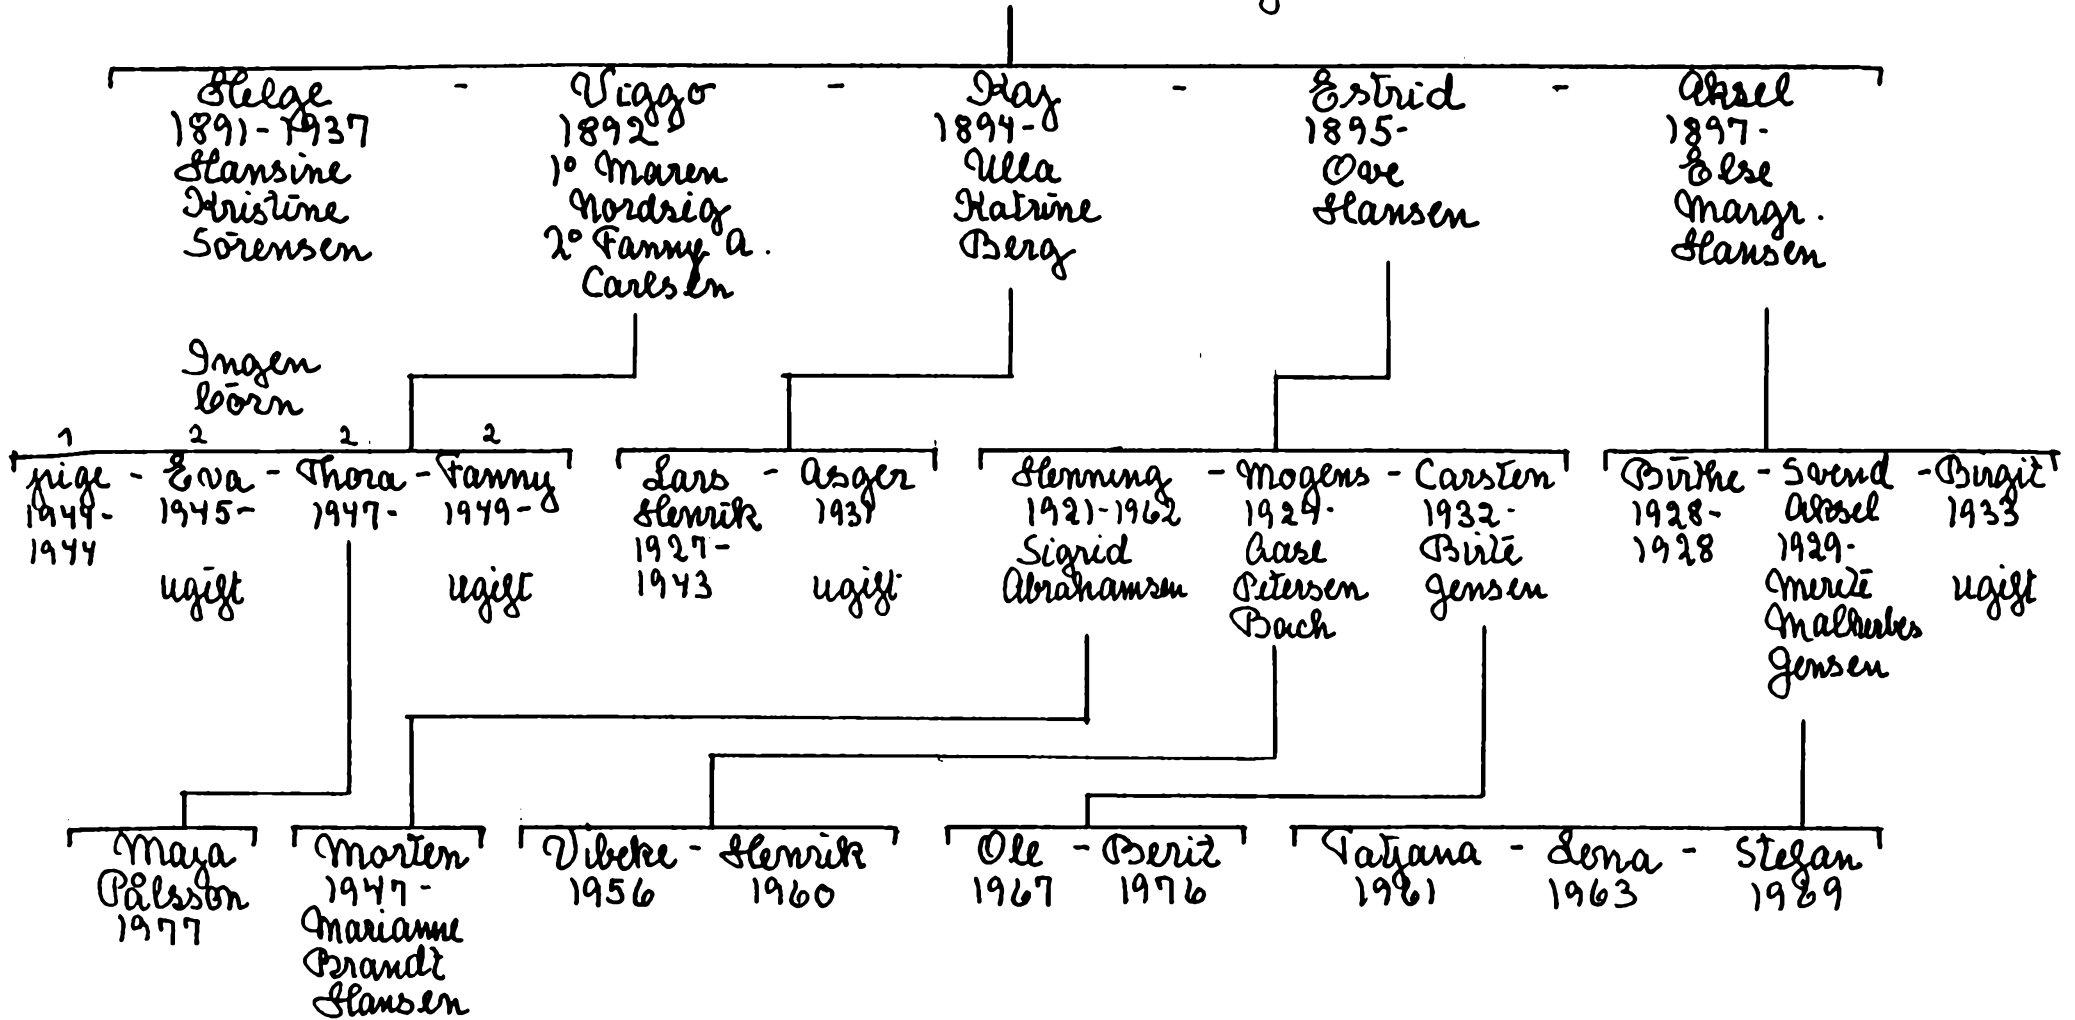 Helge - Viggo - Kaj - Estrid - Aksel
1891-1937 1892- 1894- 1895- 1897-
Hansine 1° Maren Ulla Ove Else
Kristine Nordsig Katrine Hansen Margr.
Sörensen 2° Fanny A. Berg Hansen
Carlsen
Ingen
börn
1 2 2 2
pige - Eva - Thora - Fanny Lars - Asger Henning - Mogens - Carsten Birthe - Svend - Birgit
1944- 1945- 1947- 1949- Henrik 1931 1921-1962 1929- 1932- 1928- Aksel 1933
1944 1927- Sigrid Aase Birte 1928 1929-
ugift ugift 1943 ugift Abrahamsen Petersen Jensen Merete ugift
Bach Malherbes
Jensen
Maja Morten Vibeke - Henrik Ole - Berit Tatjana - Lona - Stefan
Pålsson 1947- 1956 1960 1967 1976 1961 1963 1969
1977 Marianne
Brandt
Hansen